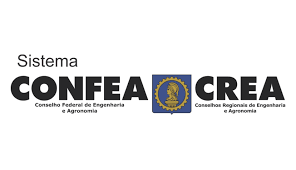 Sistema
CONFEA CREA
Conselho Federal de Engenharia
e Agronomia
Conselhos Regionais de Engenharia
e Agronomia